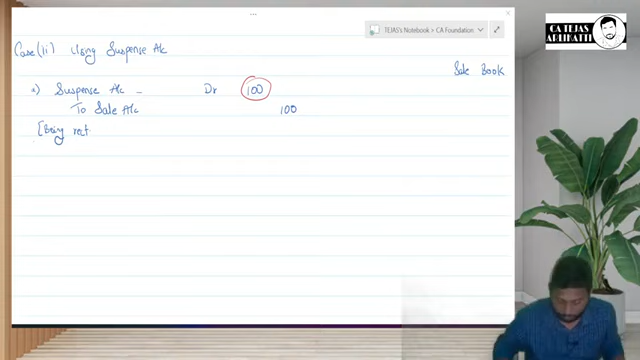 TEJAS's Notebook > CA Foundation
CA TEJAS
ARLIKATTI
Case (ii) Using Suspense A/c
Sale Book
a) Suspense A/c - Dr 100
To Sale A/c 100
[Being rect